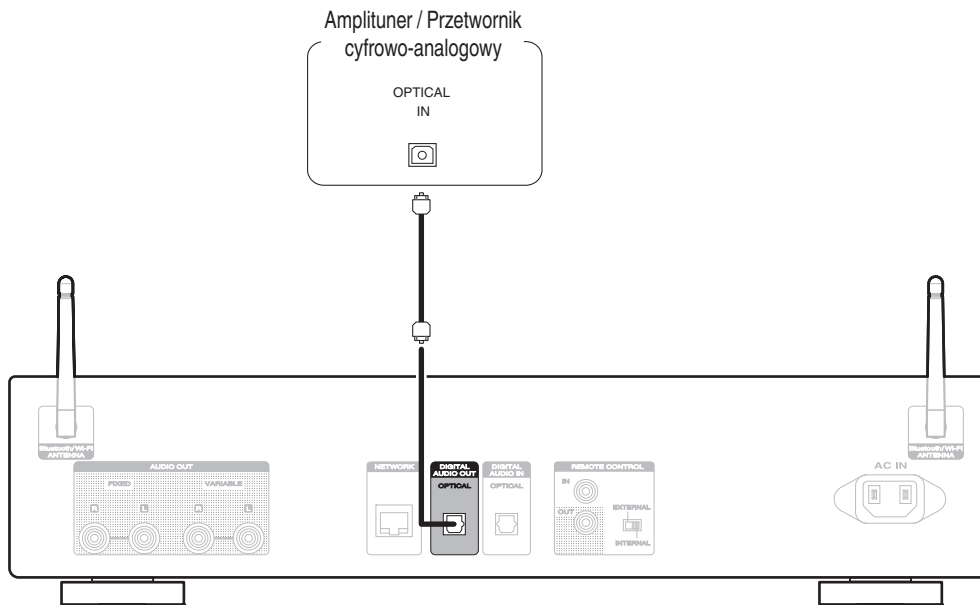 Amplituner / Przetwornik
cyfrowo-analogowy
OPTICAL
IN
Bluetooth/Wi-Fi
ANTENNA
AUDIO OUT
FIXED
VARIABLE
R
L
R
L
NETWORK
DIGITAL
AUDIO OUT
OPTICAL
DIGITAL
AUDIO IN
OPTICAL
REMOTE CONTROL
IN
OUT
EXTERNAL
INTERNAL
AC IN
Bluetooth/Wi-Fi
ANTENNA